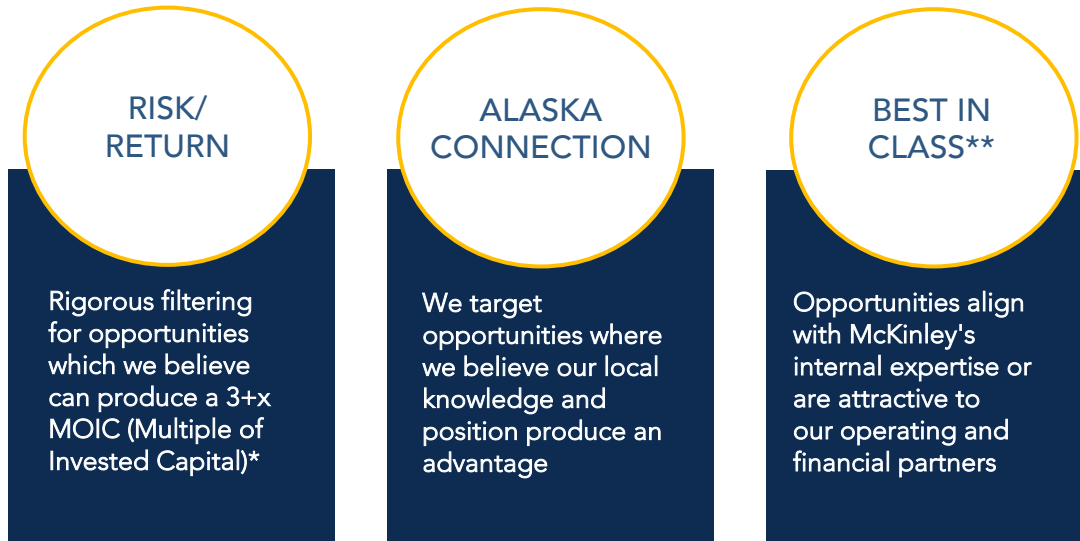 RISK/
RETURN
Rigorous filtering
for opportunities
which we believe
can produce a 3+x
MOIC (Multiple of
Invested Capital)*
ALASKA
CONNECTION
We target
opportunities where
we believe our local
knowledge and
position produce an
advantage
BEST IN
CLASS**
Opportunities align
with McKinley's
internal expertise or
are attractive to
our operating and
financial partners